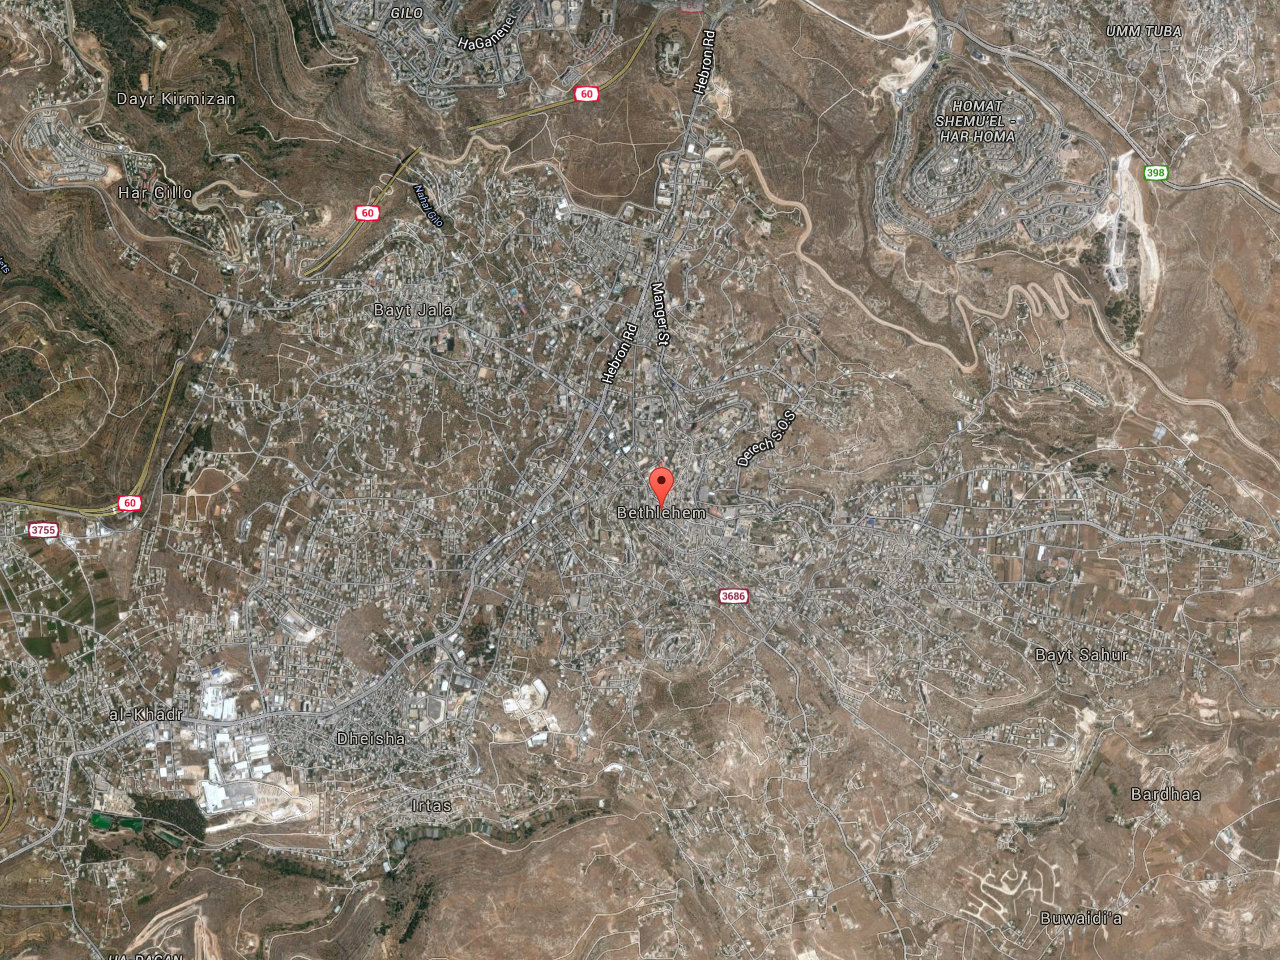 GILO
HaGanenet
Hebron Rd
UMM TUBA
60
Dayr Kirmizan
HOMAT
SHEMU'EL -
HAR HOMA
398
Har Gillo
Nahal Gilo
60
Bayt Jala
Manger St
Hebron Rd
Derech S.O.S
60
3755
Bethlehem
3686
Bayt Sahur
al-Khadr
Dheisha
Bardhaa
Irtas
Buwaidi'a
HA-DAGAN